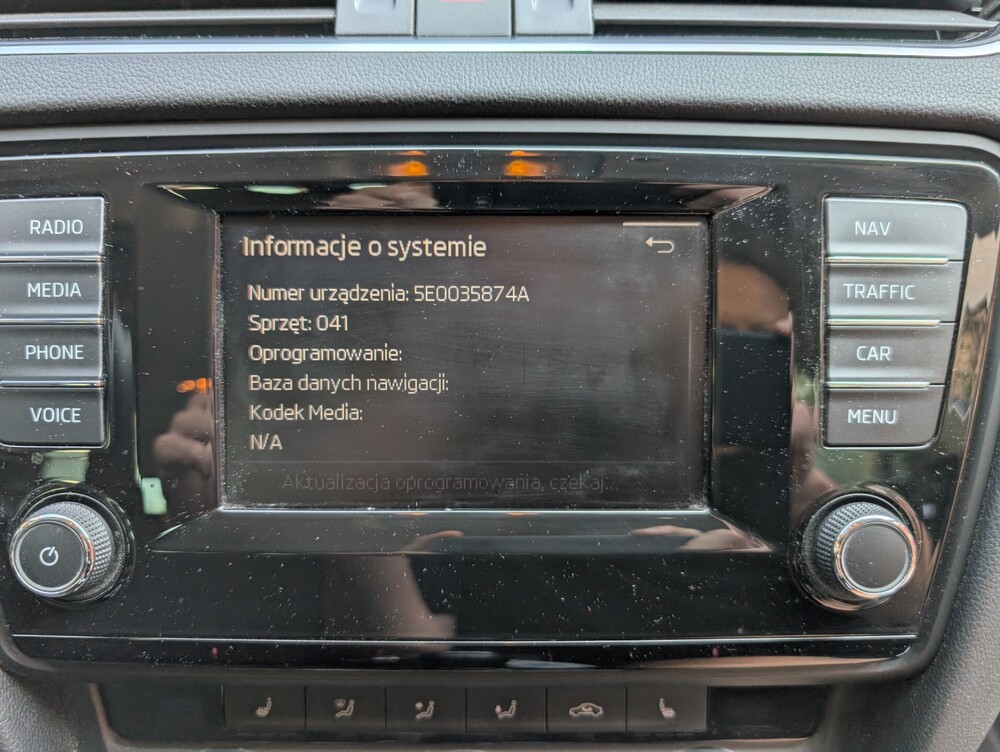 RADIO
MEDIA
PHONE
VOICE
Informacje o systemie
Numer urządzenia: 5E0035874A
Sprzęt: 041
Oprogramowanie:
Baza danych nawigacji:
Kodek Media:
N/A
Aktualizacja oprogramowania, czekaj...
NAV
TRAFFIC
CAR
MENU